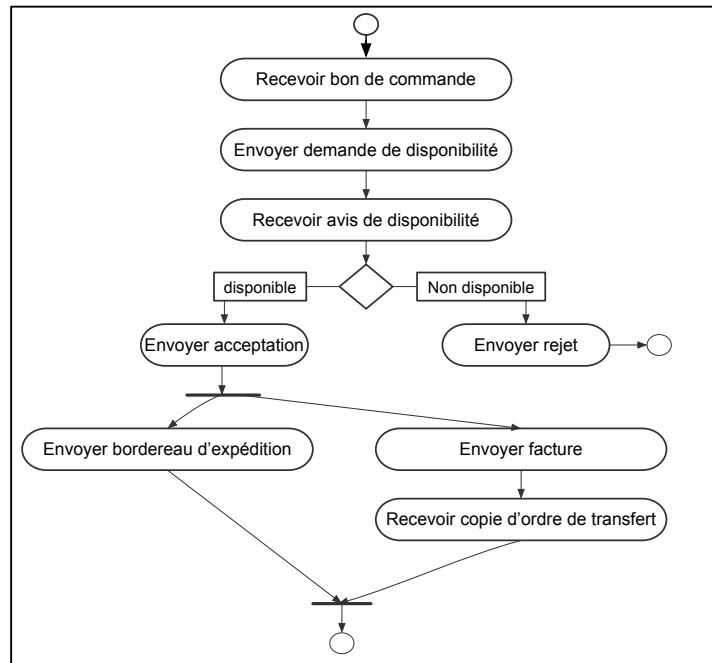 Recevoir bon de commande
Envoyer demande de disponibilité
Recevoir avis de disponibilité
disponible
Non disponible
Envoyer acceptation
Envoyer rejet
Envoyer bordereau d’expédition
Envoyer facture
Recevoir copie d’ordre de transfert